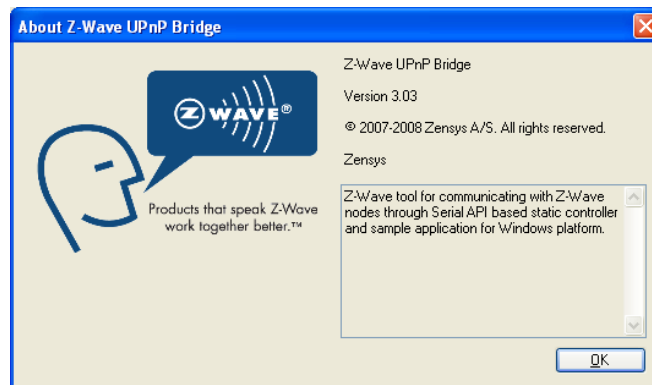 About Z-Wave UPnP Bridge
Z WAVE®
Products that speak Z-Wave
work together better.™
Z-Wave UPnP Bridge
Version 3.03
© 2007-2008 Zensys A/S. All rights reserved.
Zensys
Z-Wave tool for communicating with Z-Wave
nodes through Serial API based static controller
and sample application for Windows platform.
OK